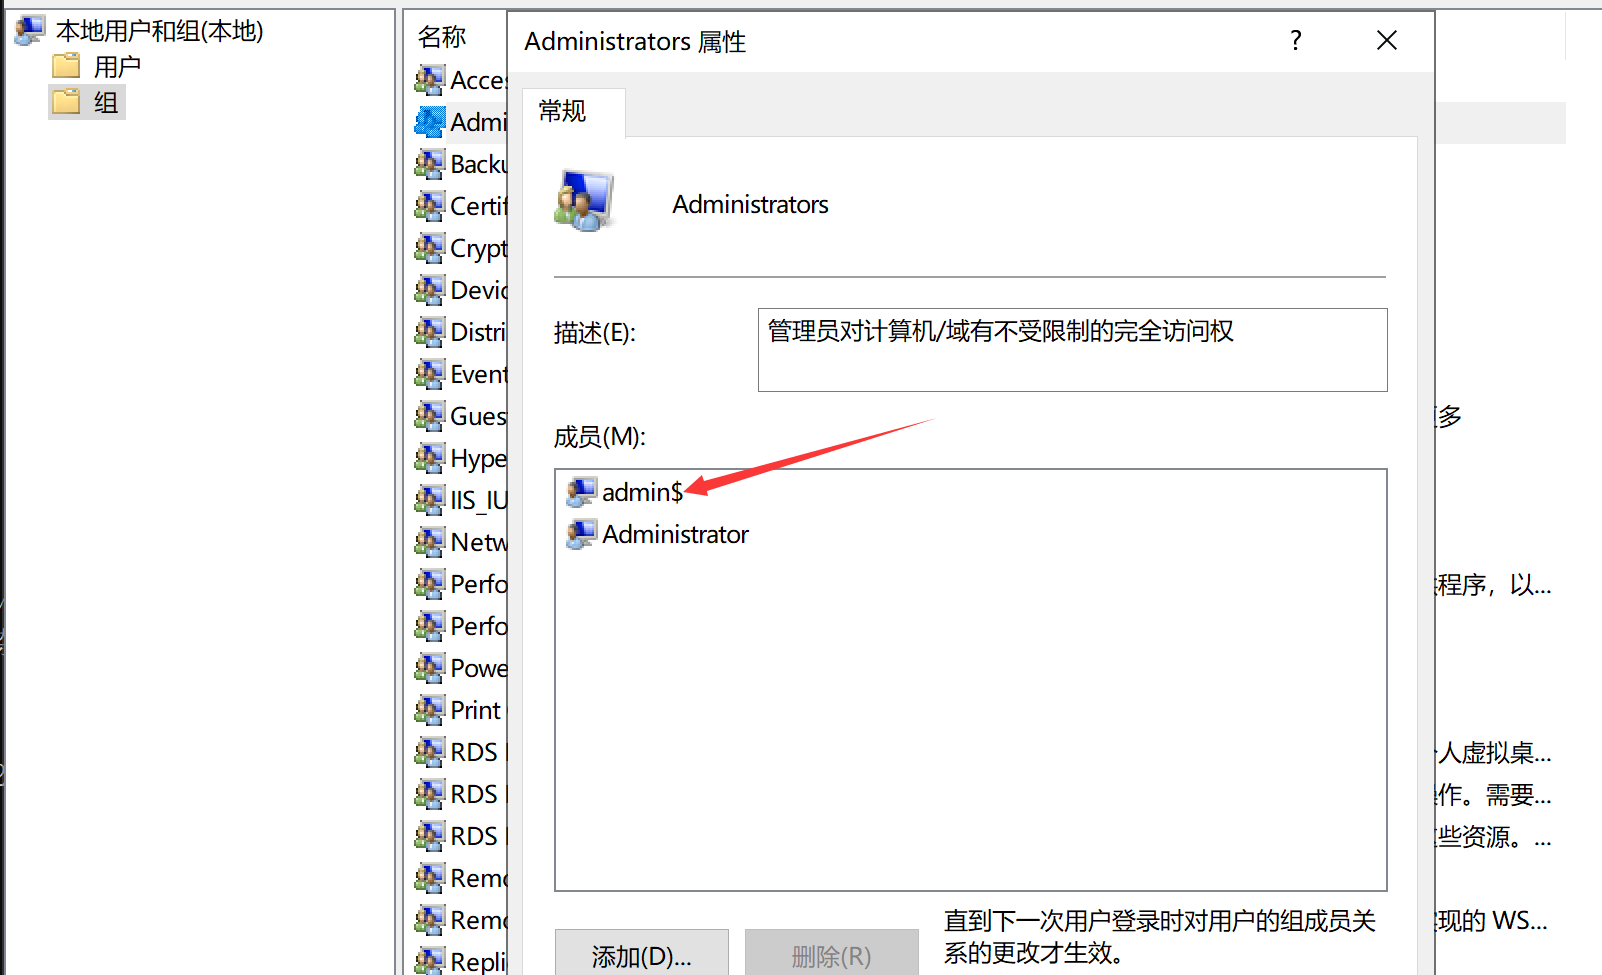 本地用户和组(本地)
用户
组
名称
Acces
Admi
Backu
Certif
Crypt
Devic
Distri
Event
Gues
Hype
IIS_IU
Netw
Perfo
Perfo
Powe
Print
RDS
RDS
RDS
Remo
Remo
Repli
Administrators 属性
?
常规
Administrators
描述(E):
管理员对计算机/域有不受限制的完全访问权
成员(M):
admin$
Administrator
添加(D)...
删除(R)
直到下一次用户登录时对用户的组成员关
系的更改才生效。
多
程序，以...
人虚拟桌...
作。需要...
些资源。...
现的 WS...